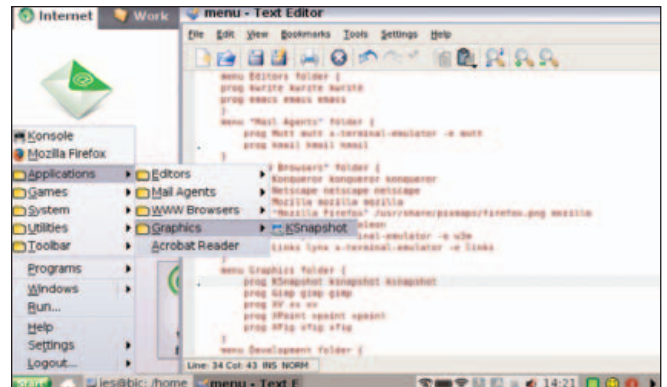 Internet
Work
menu - Text Editor
File Edit View Bookmarks Tools Settings Help
menu Editors folder {
prog kwrite kwrite kwrite
prog emacs emacs emacs
}
menu "Mail Agents" folder {
prog Mutt mutt x-terminal-emulator -e mutt
prog kmail kmail kmail
}
Browsers" folder {
Konqueror konqueror konqueror
Netscape netscape netscape
Mozilla mozilla mozilla
"Mozilla Firefox" /usr/share/pixmaps/firefox.png mozilla
-terminal-emulator -e w3m
Links lynx x-terminal-emulator -e links
menu Graphics folder {
prog KSnapshot ksnapshot ksnapshot
prog Gimp gimp gimp
prog XV xv xv
prog XPaint xpaint xpaint
prog XFig xfig xfig
}
menu Development folder {
Konsole
Mozilla Firefox
Applications
Games
System
Utilities
Toolbar
Programs
Windows
Run...
Help
Settings
Logout...
Editors
Mail Agents
WWW Browsers
Graphics
Acrobat Reader
KSnapshot
Line: 34 Col: 43 INS NORM
ies@bic: /home
menu - Text E
14:21